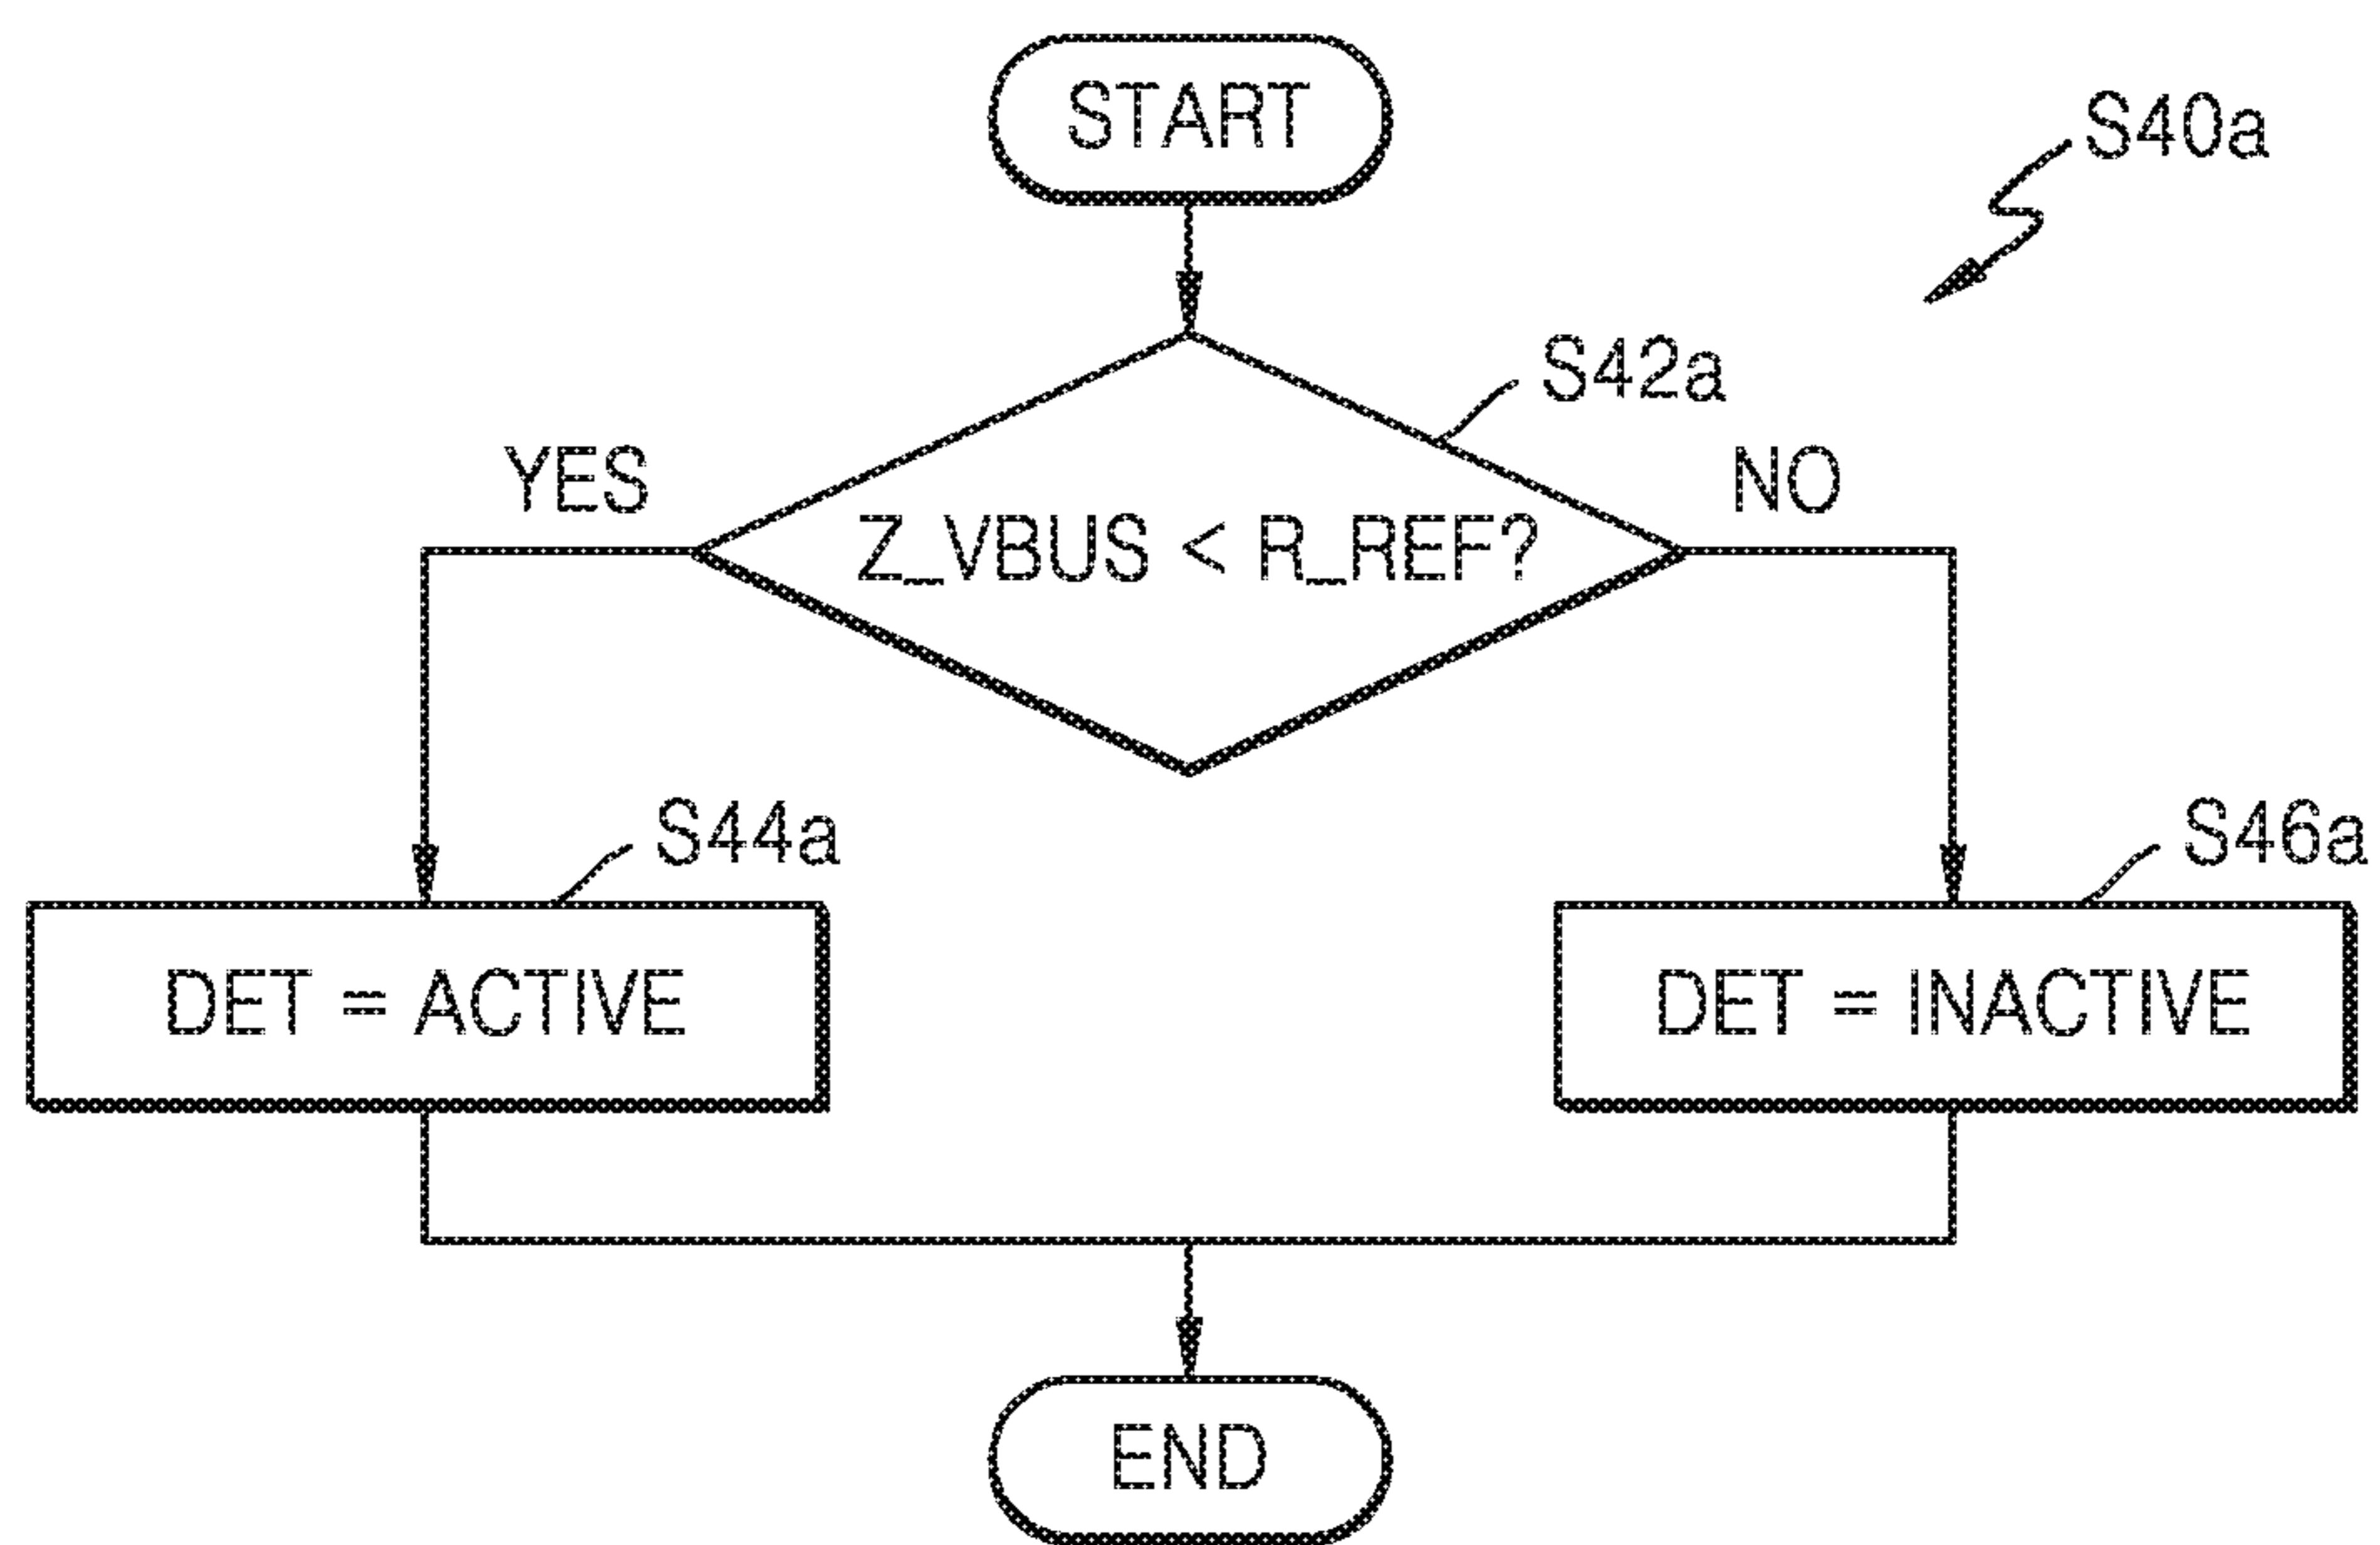 START
S40a
S42a
YES
NO
Z_VBUS < R_REF?
S44a
S46a
DET = ACTIVE
DET = INACTIVE
END